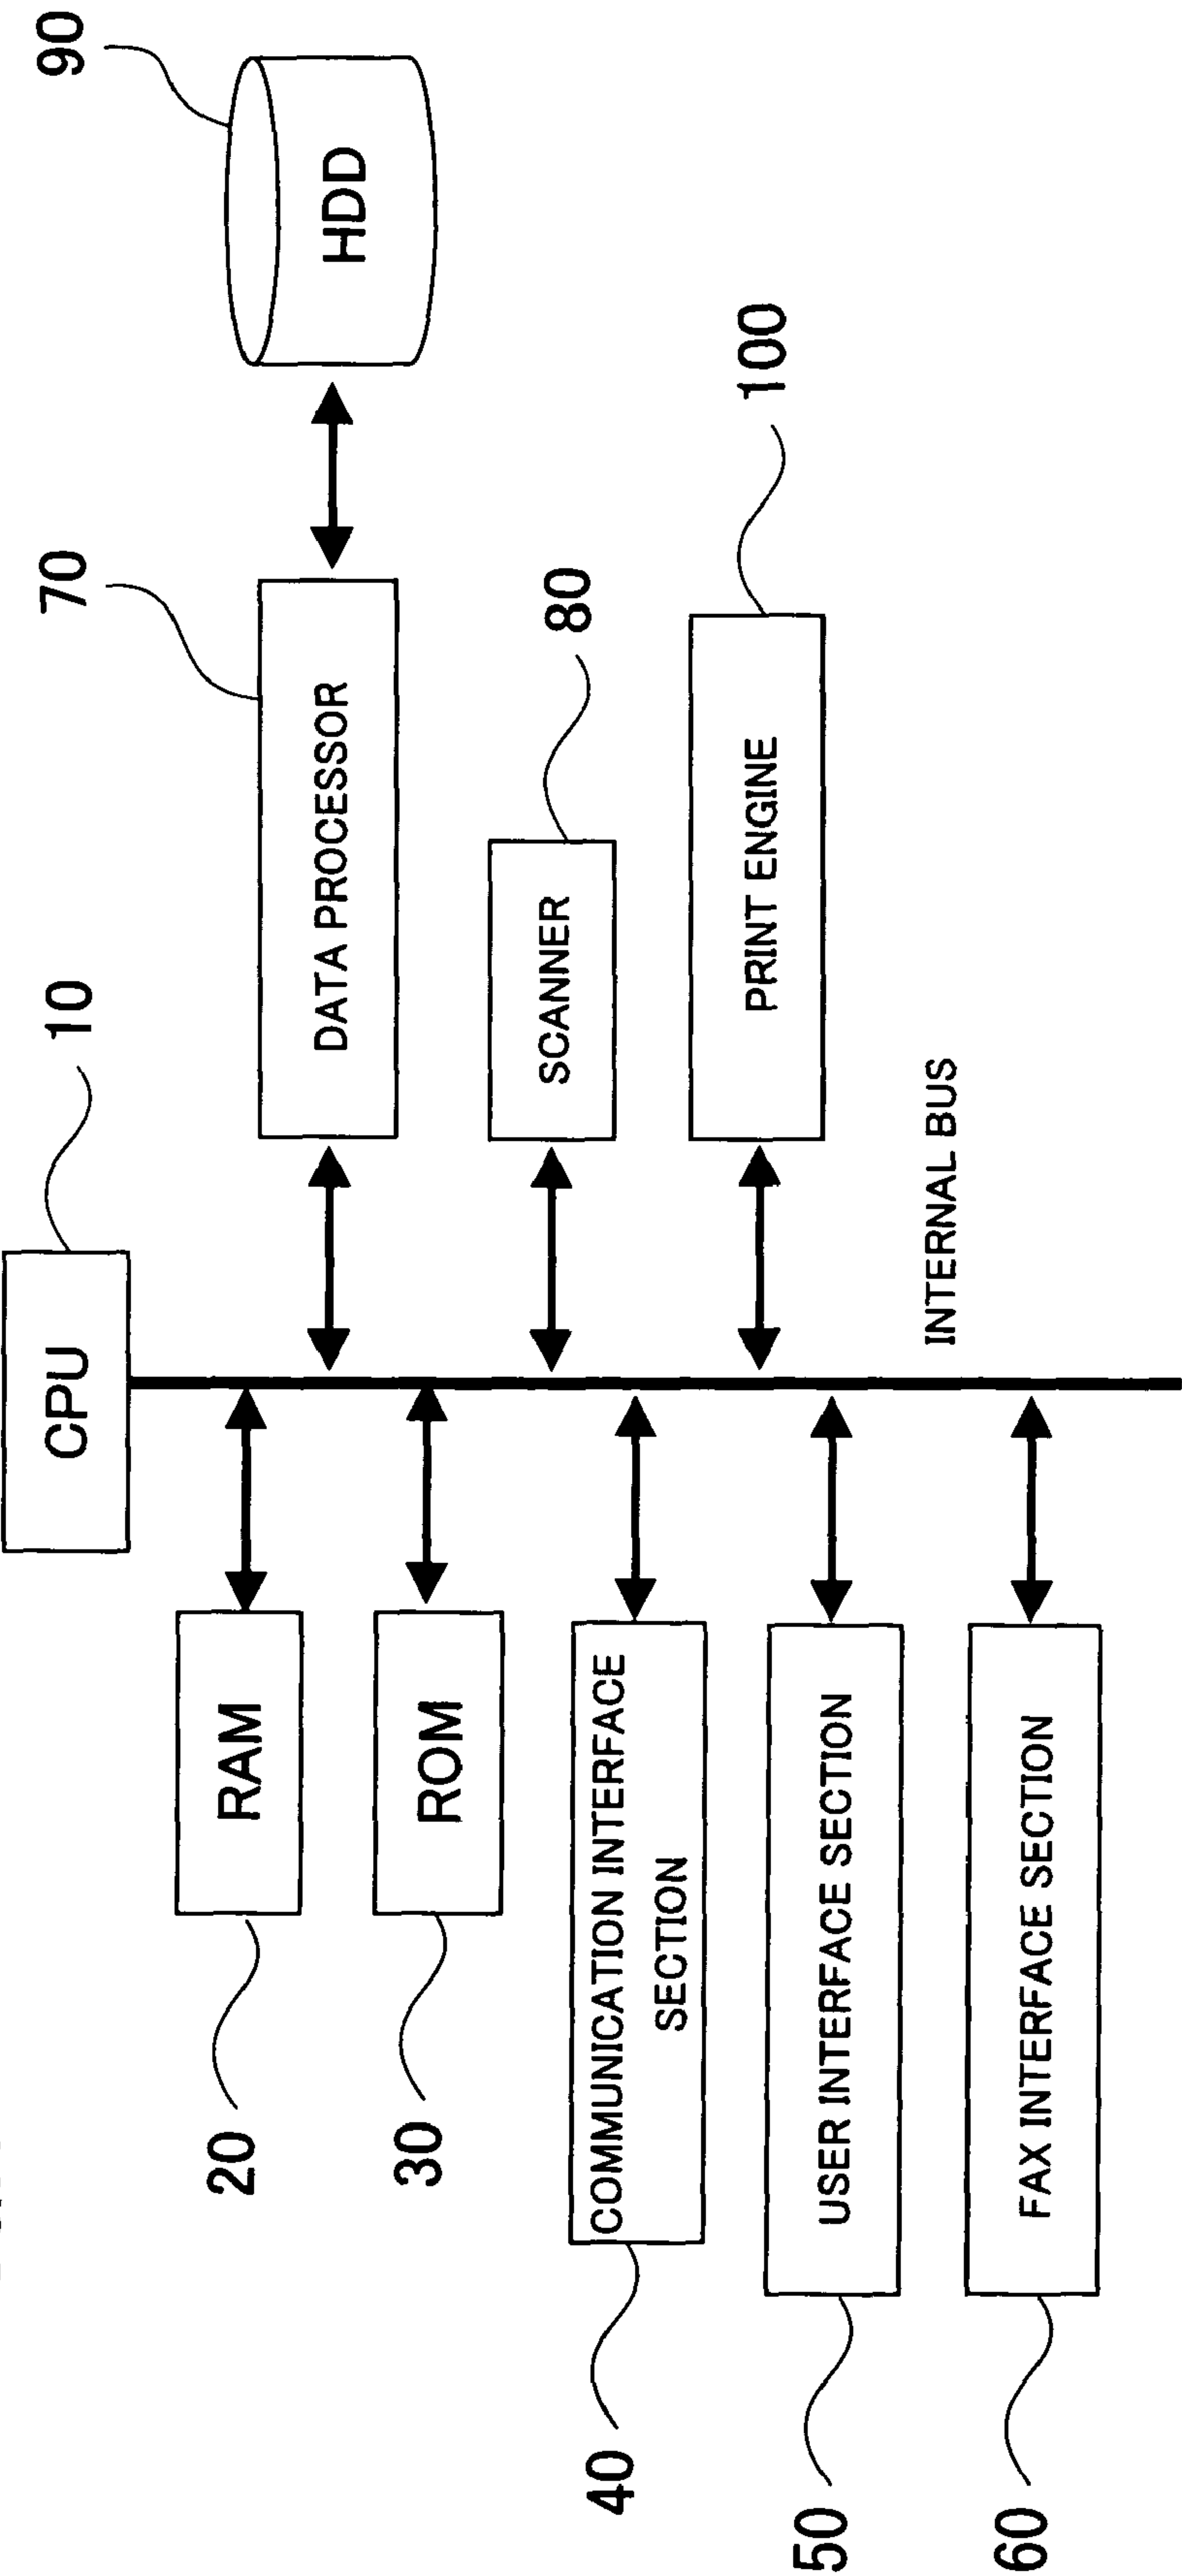 CPU
10
RAM
20
ROM
30
COMMUNICATION INTERFACE
SECTION
40
USER INTERFACE SECTION
50
FAX INTERFACE SECTION
60
DATA PROCESSOR
70
HDD
90
SCANNER
80
PRINT ENGINE
100
INTERNAL BUS